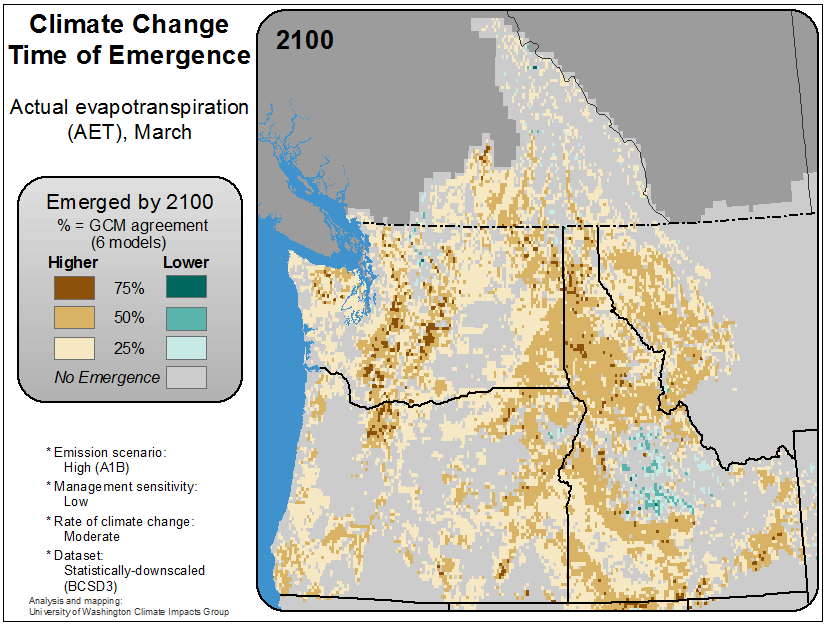 Climate Change
Time of Emergence
Actual evapotranspiration
(AET), March
2100
Emerged by 2100
% = GCM agreement
(6 models)
Higher Lower
75%
50%
25%
No Emergence
* Emission scenario:
High (A1B)
* Management sensitivity:
Low
* Rate of climate change:
Moderate
* Dataset:
Statistically-downscaled
(BCSD3)
Analysis and mapping:
University of Washington Climate Impacts Group